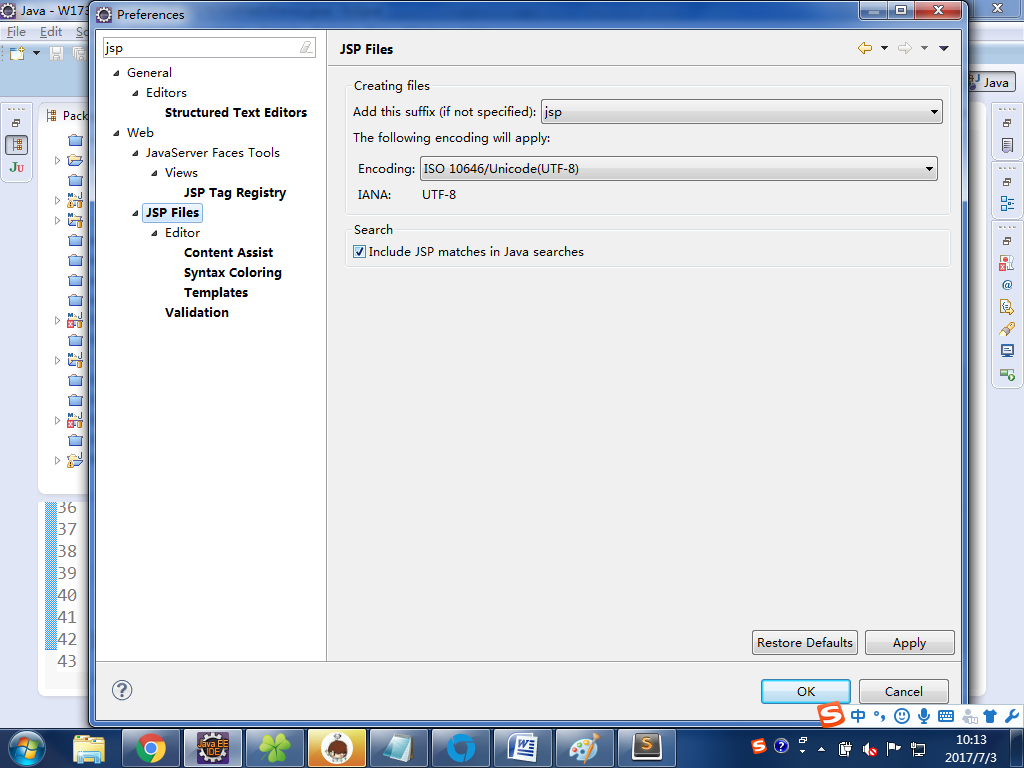 Java - W173
Preferences
File Edit
jsp
General
Editors
Structured Text Editors
Web
JavaServer Faces Tools
Views
JSP Tag Registry
JSP Files
Editor
Content Assist
Syntax Coloring
Templates
Validation
JSP Files
Creating files
Add this suffix (if not specified): jsp
The following encoding will apply:
Encoding: ISO 10646/Unicode(UTF-8)
IANA: UTF-8
Search
Include JSP matches in Java searches
Restore Defaults Apply
OK Cancel
Java
Pack
Ju
36
37
38
39
40
41
42
43
中
Java EE
IDE
10:13
2017/7/3